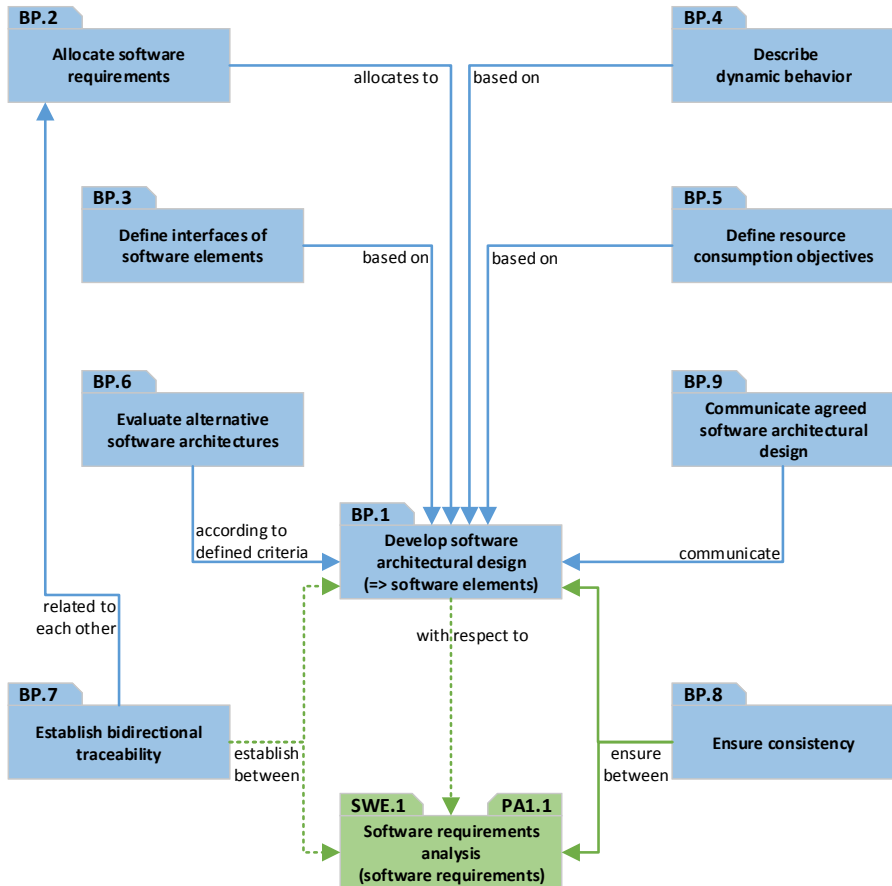 BP.2
Allocate software
requirements
BP.4
Describe
dynamic behavior
allocates to
based on
BP.3
Define interfaces of
software elements
BP.5
Define resource
consumption objectives
based on
based on
BP.6
Evaluate alternative
software architectures
BP.9
Communicate agreed
software architectural
design
according to
defined criteria
BP.1
Develop software
architectural design
(=> software elements)
communicate
related to
each other
with respect to
BP.7
Establish bidirectional
traceability
BP.8
Ensure consistency
establish
between
ensure
between
SWE.1
PA1.1
Software requirements
analysis
(software requirements)